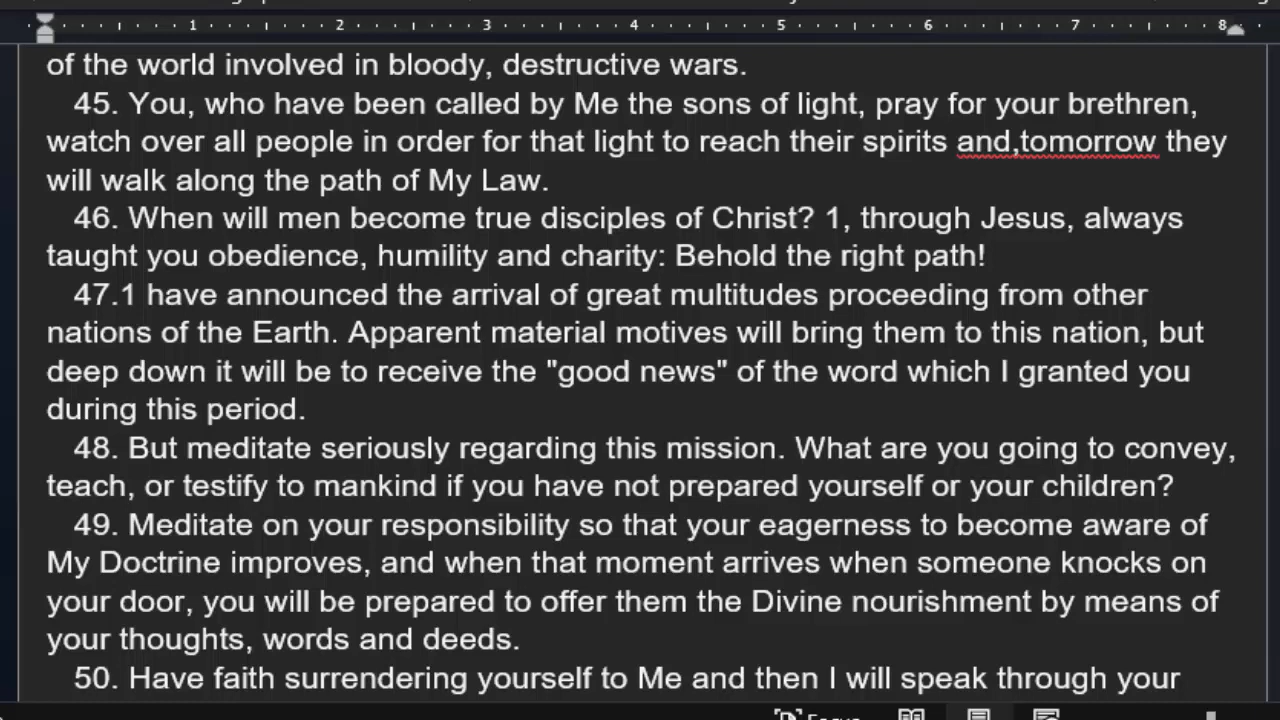 1 2 3 4 5 6 7 8
of the world involved in bloody, destructive wars.
45. You, who have been called by Me the sons of light, pray for your brethren,
watch over all people in order for that light to reach their spirits and,tomorrow they
will walk along the path of My Law.
46. When will men become true disciples of Christ? 1, through Jesus, always
taught you obedience, humility and charity: Behold the right path!
47.1 have announced the arrival of great multitudes proceeding from other
nations of the Earth. Apparent material motives will bring them to this nation, but
deep down it will be to receive the "good news" of the word which I granted you
during this period.
48. But meditate seriously regarding this mission. What are you going to convey,
teach, or testify to mankind if you have not prepared yourself or your children?
49. Meditate on your responsibility so that your eagerness to become aware of
My Doctrine improves, and when that moment arrives when someone knocks on
your door, you will be prepared to offer them the Divine nourishment by means of
your thoughts, words and deeds.
50. Have faith surrendering yourself to Me and then I will speak through your
Focus